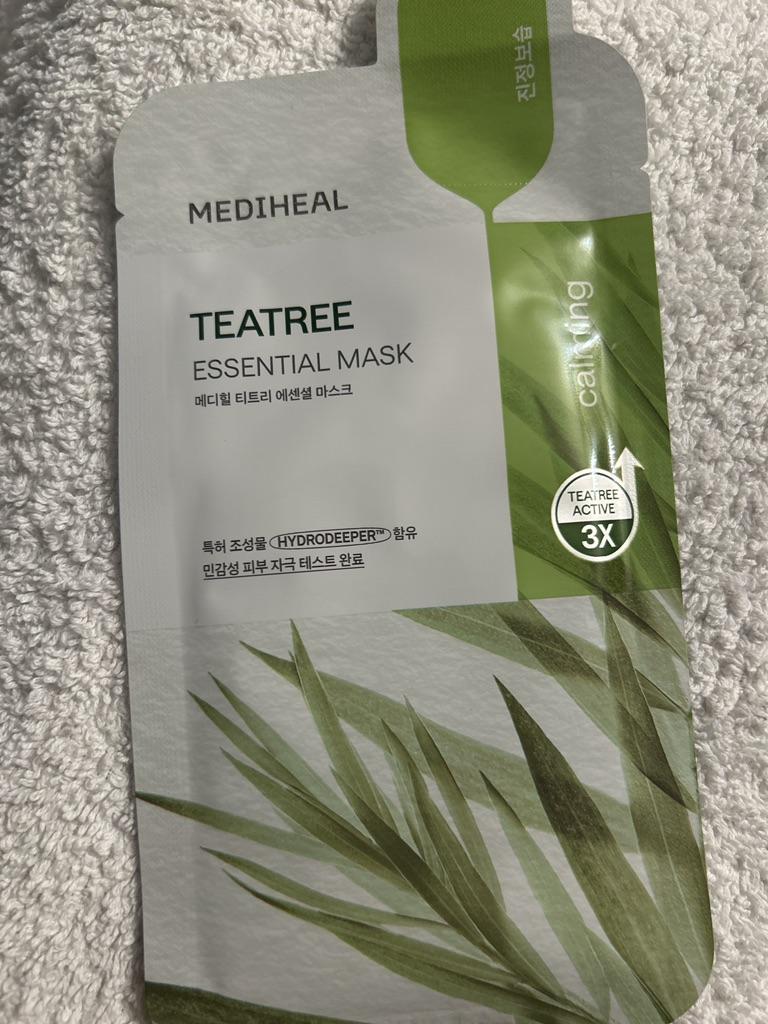 진정보습
MEDIHEAL
TEATREE
ESSENTIAL MASK
메디힐 티트리 에센셜 마스크
calming
TEATREE
ACTIVE
3X
특허 조성물 HYDRODEEPER™ 함유
민감성 피부 자극 테스트 완료